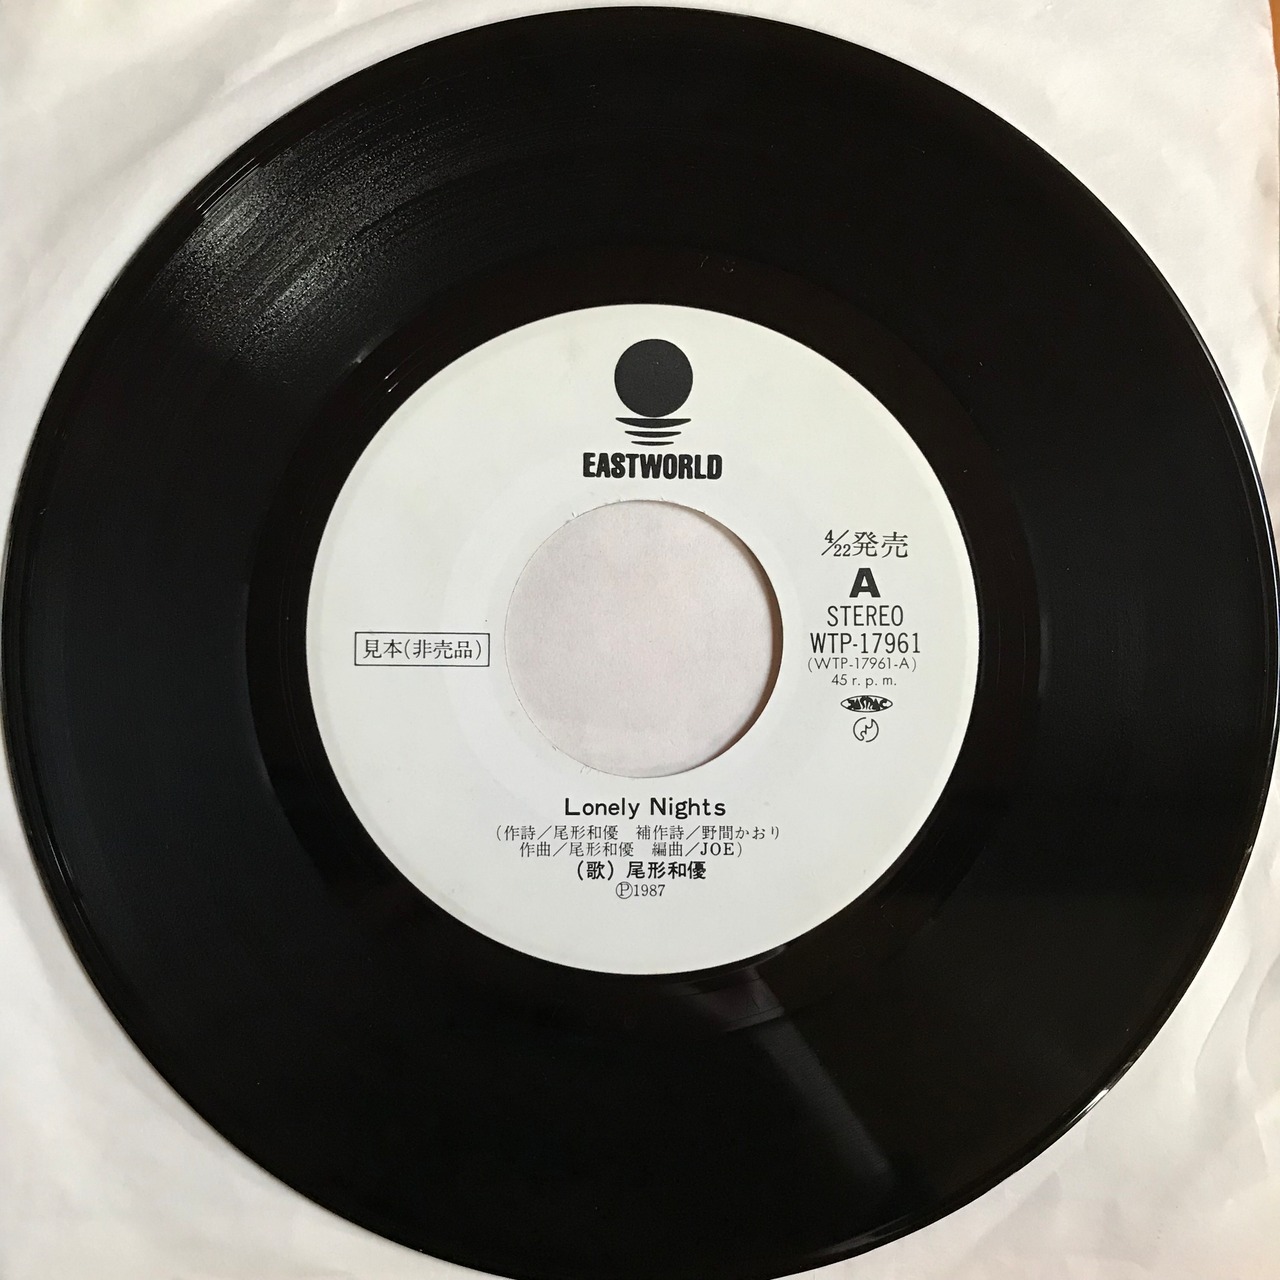 EASTWORLD
4/22発売
A
STEREO
WTP-17961
(WTP-17961-A)
45 r. p. m.
JASRAC
見本(非売品)
Lonely Nights
(作詩/尾形和優 補作詩/野間かおり
作曲/尾形和優 編曲/JOE)
(歌) 尾形和優
Ⓟ1987